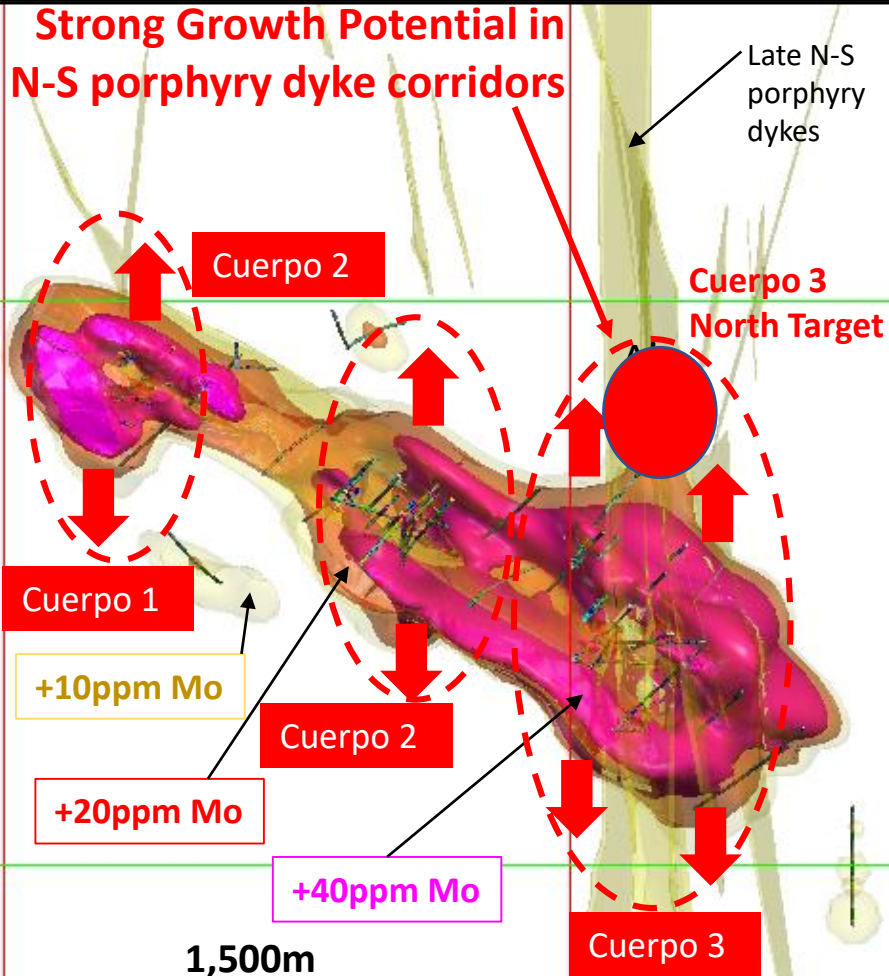 Strong Growth Potential in
N-S porphyry dyke corridors
Late N-S
porphyry
dykes
Cuerpo 2
Cuerpo 3
North Target
Cuerpo 1
+10ppm Mo
Cuerpo 2
+20ppm Mo
+40ppm Mo
Cuerpo 3
1,500m